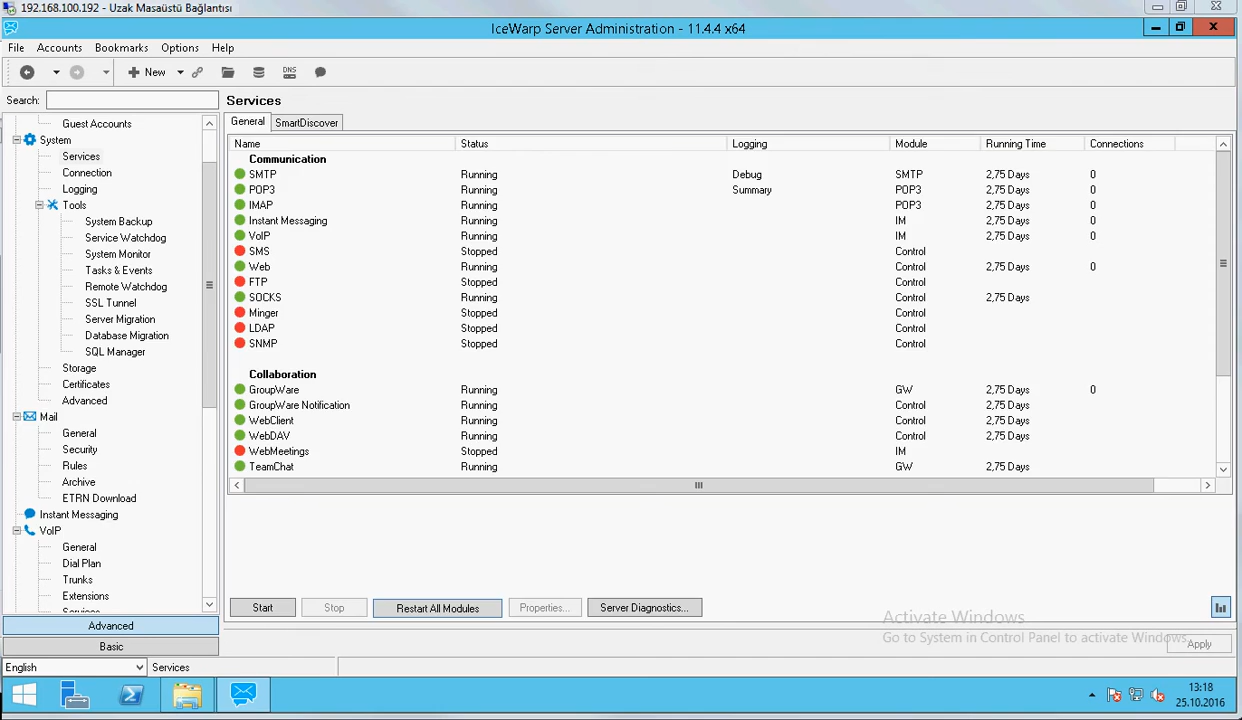 192.168.100.192 - Uzak Masaüstü Bağlantısı
IceWarp Server Administration - 11.4.4 x64
File Accounts Bookmarks Options Help
New DNS
Search: Services
General SmartDiscover
Guest Accounts
System
Services
Connection
Logging
Tools
System Backup
Service Watchdog
System Monitor
Tasks & Events
Remote Watchdog
SSL Tunnel
Server Migration
Database Migration
SQL Manager
Storage
Certificates
Advanced
Mail
General
Security
Rules
Archive
ETRN Download
Instant Messaging
VoIP
General
Dial Plan
Trunks
Extensions
Services
Advanced
Basic
Name Status Logging Module Running Time Connections
Communication
SMTP Running Debug SMTP 2,75 Days 0
POP3 Running Summary POP3 2,75 Days 0
IMAP Running POP3 2,75 Days 0
Instant Messaging Running IM 2,75 Days 0
VoIP Running IM 2,75 Days 0
SMS Stopped Control
Web Running Control 2,75 Days 0
FTP Stopped Control
SOCKS Running Control 2,75 Days
Minger Stopped Control
LDAP Stopped Control
SNMP Stopped Control
Collaboration
GroupWare Running GW 2,75 Days 0
GroupWare Notification Running Control 2,75 Days
WebClient Running Control 2,75 Days
WebDAV Running Control 2,75 Days
WebMeetings Stopped IM
TeamChat Running GW 2,75 Days
Start Stop Restart All Modules Properties... Server Diagnostics...
Activate Windows
Go to System in Control Panel to activate Windows.
Apply
English Services
13:18
25.10.2016